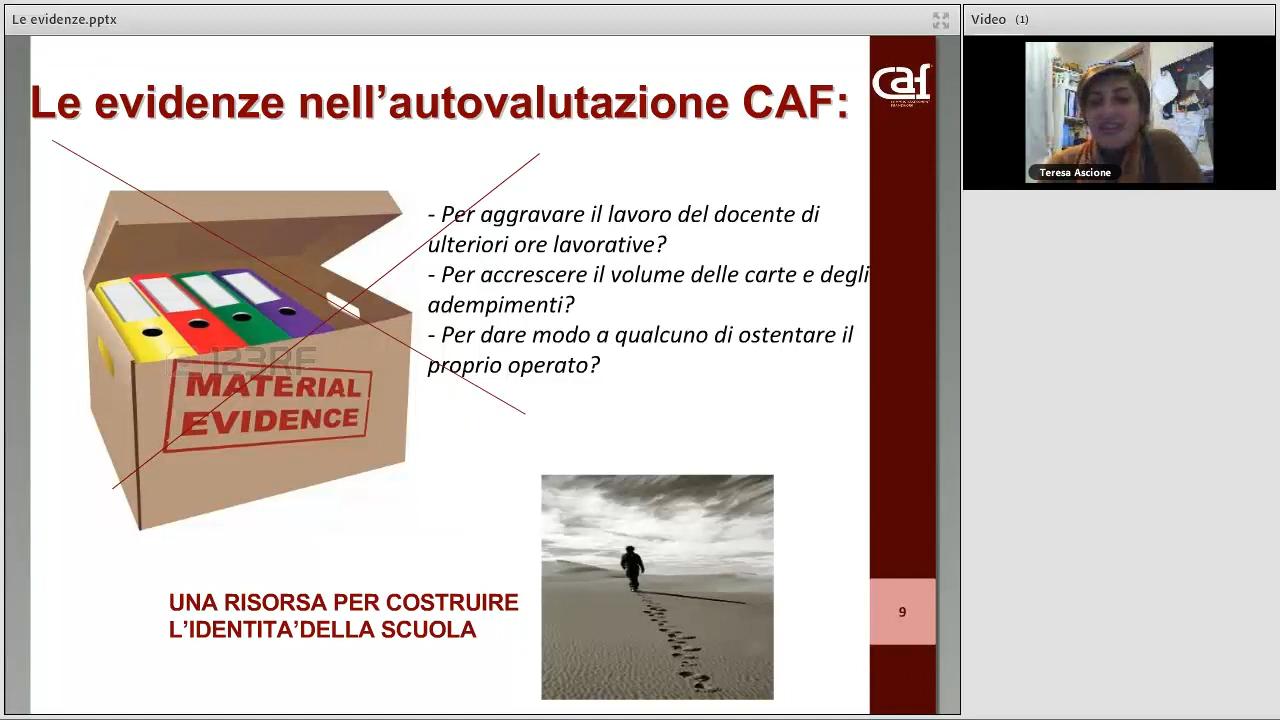 Le evidenze.pptx
Video (1)
Le evidenze nell’autovalutazione CAF:
caf
Teresa Ascione
- Per aggravare il lavoro del docente di
ulteriori ore lavorative?
- Per accrescere il volume delle carte e degli
adempimenti?
- Per dare modo a qualcuno di ostentare il
proprio operato?
123RF
MATERIAL
EVIDENCE
UNA RISORSA PER COSTRUIRE
L’IDENTITA’DELLA SCUOLA
9